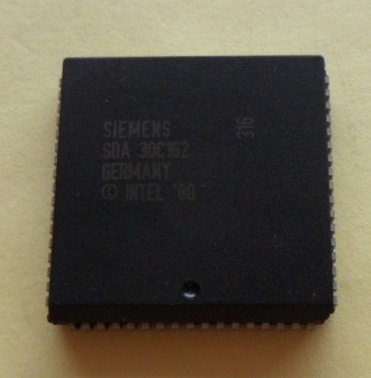 SIEMENS
SDA 30C162
GERMANY
© INTEL '80
316